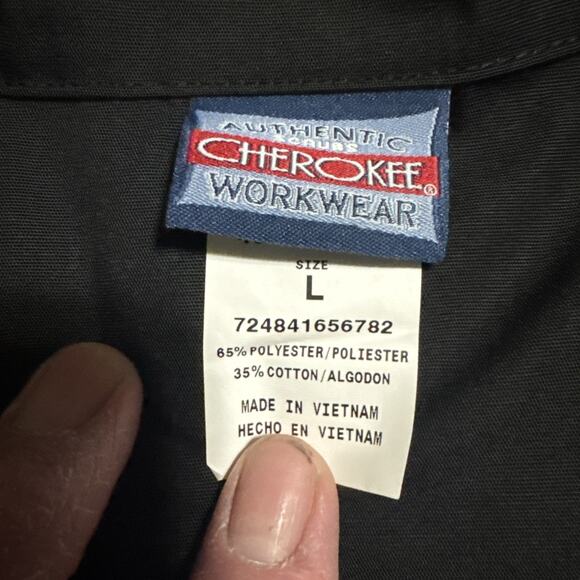 AUTHENTIC
SCRUBS
CHEROKEE®
WORKWEAR
SIZE
L
724841656782
65% POLYESTER/POLIESTER
35% COTTON/ALGODON
MADE IN VIETNAM
HECHO EN VIETNAM